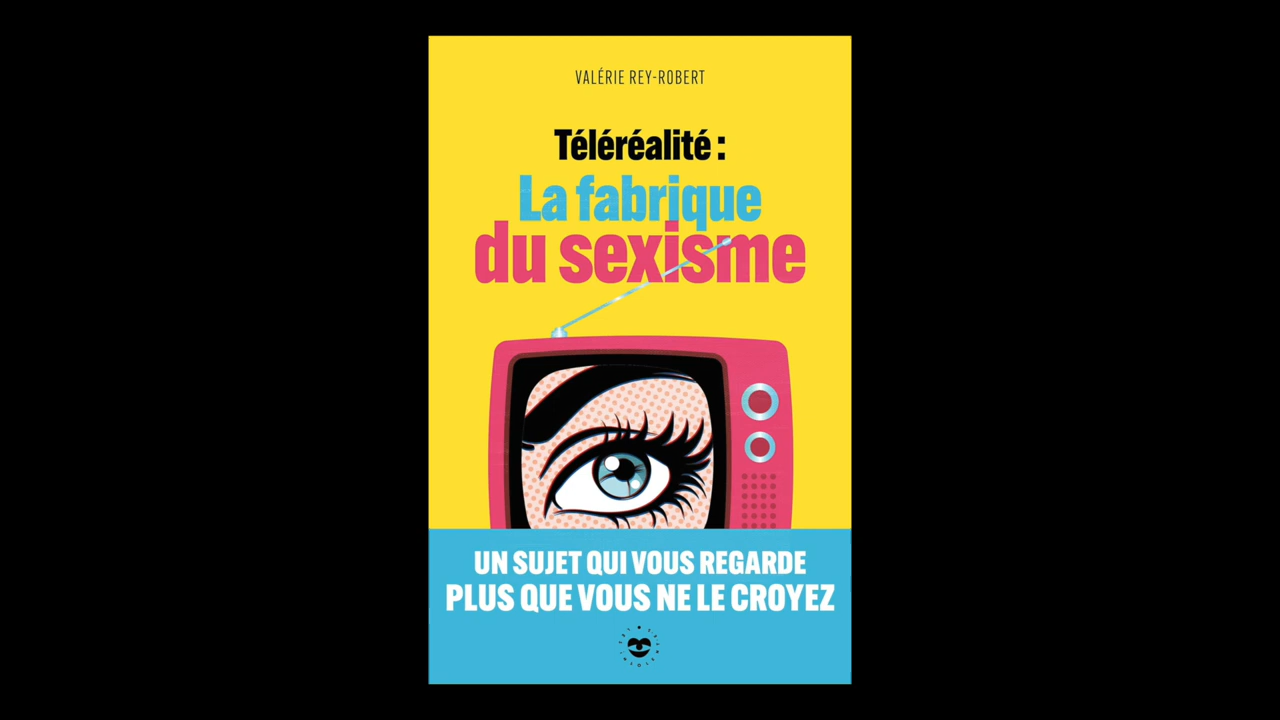 VALÉRIE REY-ROBERT
Téléréalité :
La fabrique
du sexisme
UN SUJET QUI VOUS REGARDE
PLUS QUE VOUS NE LE CROYEZ